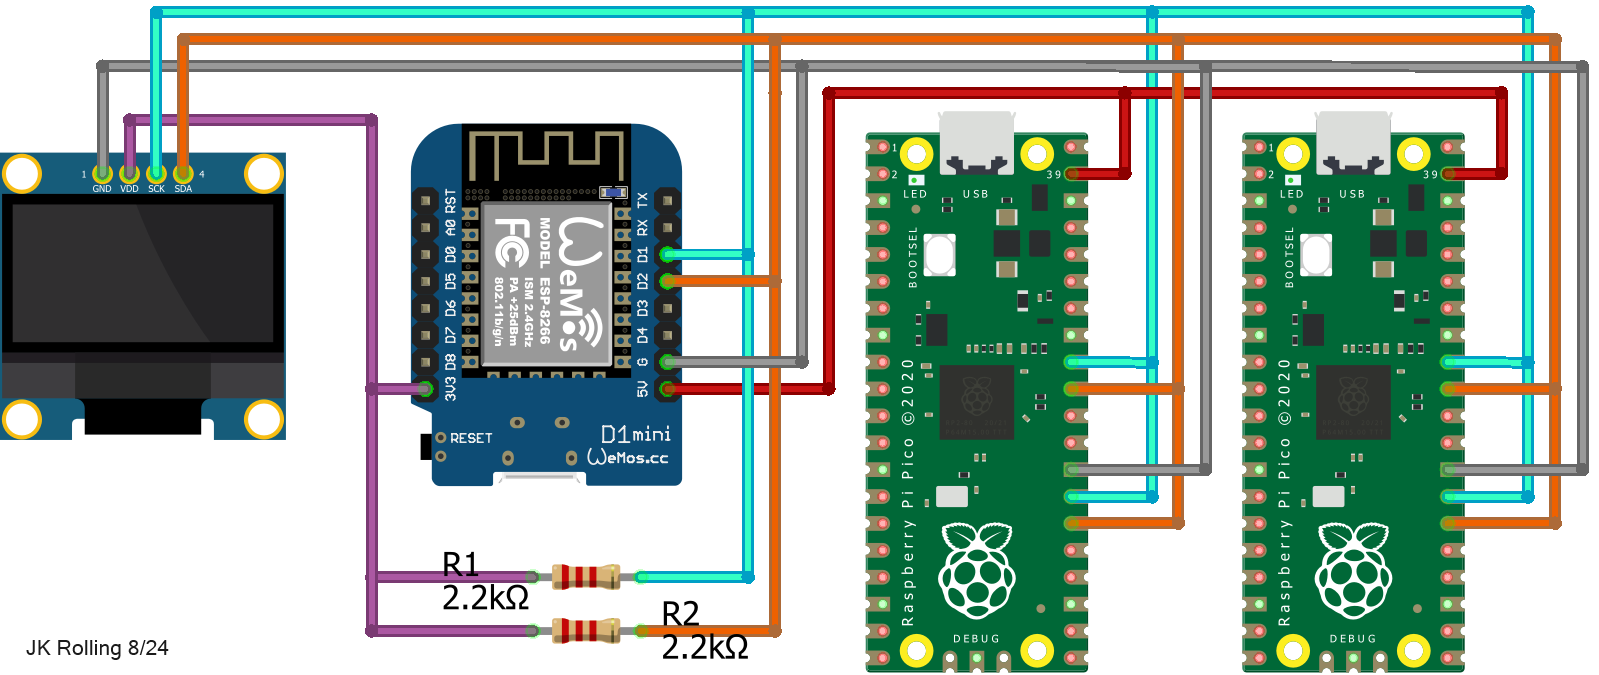 1
GND
VDD
SCK
SDA
4
RST
A0
D0
D5
D6
D7
D8
3V3
TX
RX
D1
D2
D3
D4
G
5V
WeMos
MODEL ESP-8266
ISM 2.4GHz
PA +25dBm
802.11b/g/n
FC
RESET
D1 mini
WeMos.cc
R1
2.2kΩ
R2
2.2kΩ
JK Rolling 8/24
1
2
39
LED
USB
BOOTSEL
Raspberry Pi Pico ©2020
DEBUG
1
2
39
LED
USB
BOOTSEL
Raspberry Pi Pico ©2020
DEBUG